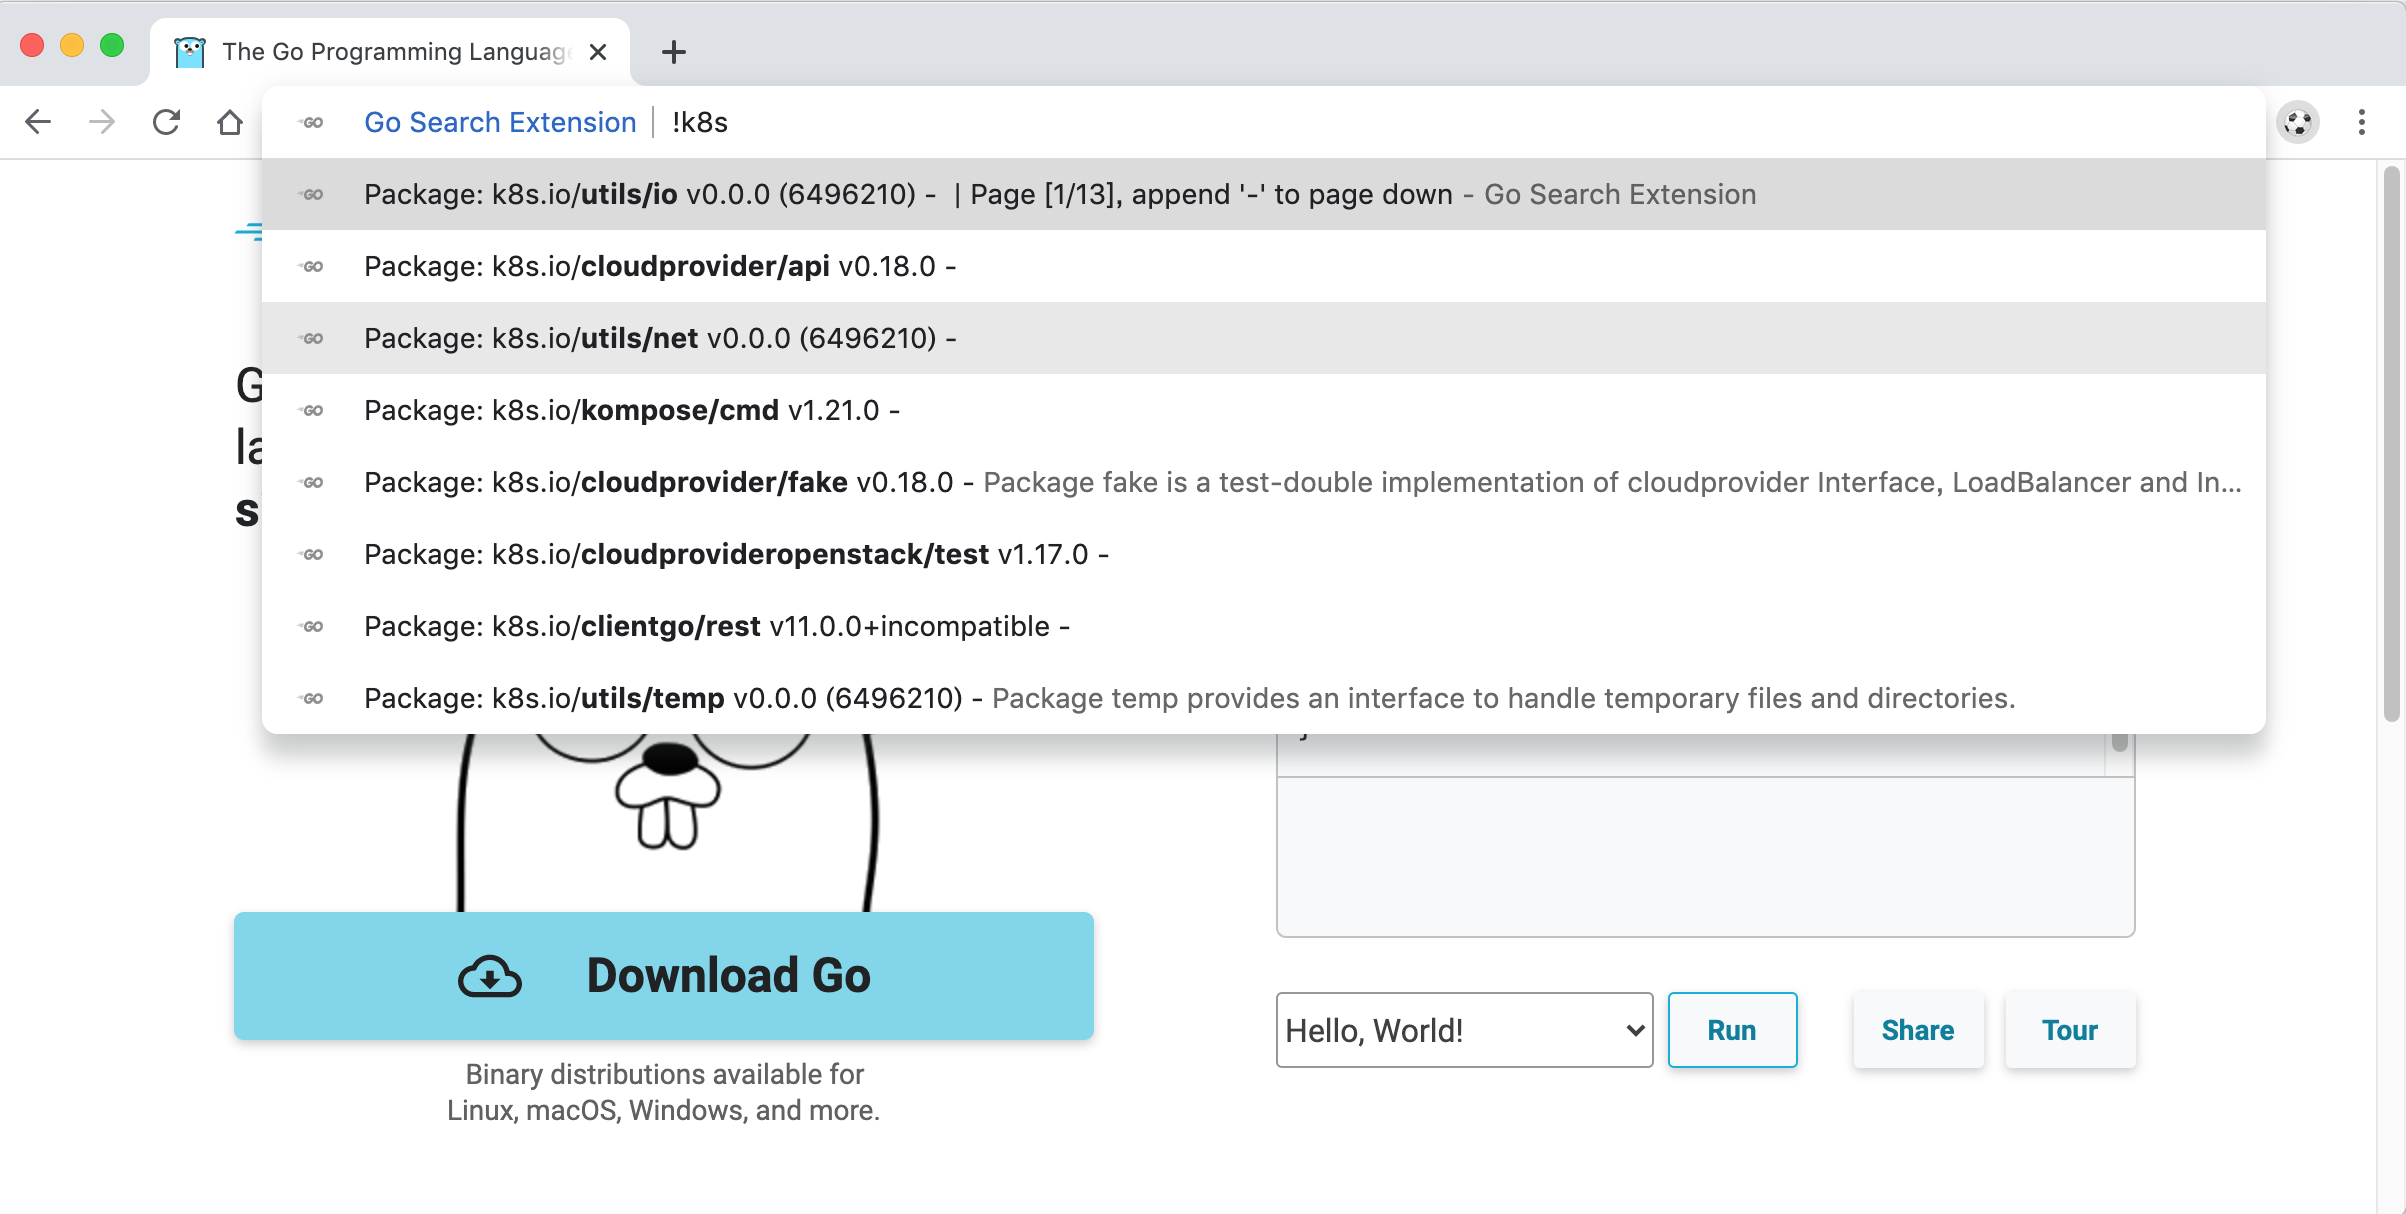 The Go Programming Language
Go Search Extension | !k8s
Package: k8s.io/utils/io v0.0.0 (6496210) - | Page [1/13], append '-' to page down - Go Search Extension
Package: k8s.io/cloudprovider/api v0.18.0 -
Package: k8s.io/utils/net v0.0.0 (6496210) -
Package: k8s.io/kompose/cmd v1.21.0 -
Package: k8s.io/cloudprovider/fake v0.18.0 - Package fake is a test-double implementation of cloudprovider Interface, LoadBalancer and In...
Package: k8s.io/cloudprovideropenstack/test v1.17.0 -
Package: k8s.io/clientgo/rest v11.0.0+incompatible -
Package: k8s.io/utils/temp v0.0.0 (6496210) - Package temp provides an interface to handle temporary files and directories.
Download Go
Binary distributions available for
Linux, macOS, Windows, and more.
Hello, World!
Run
Share
Tour